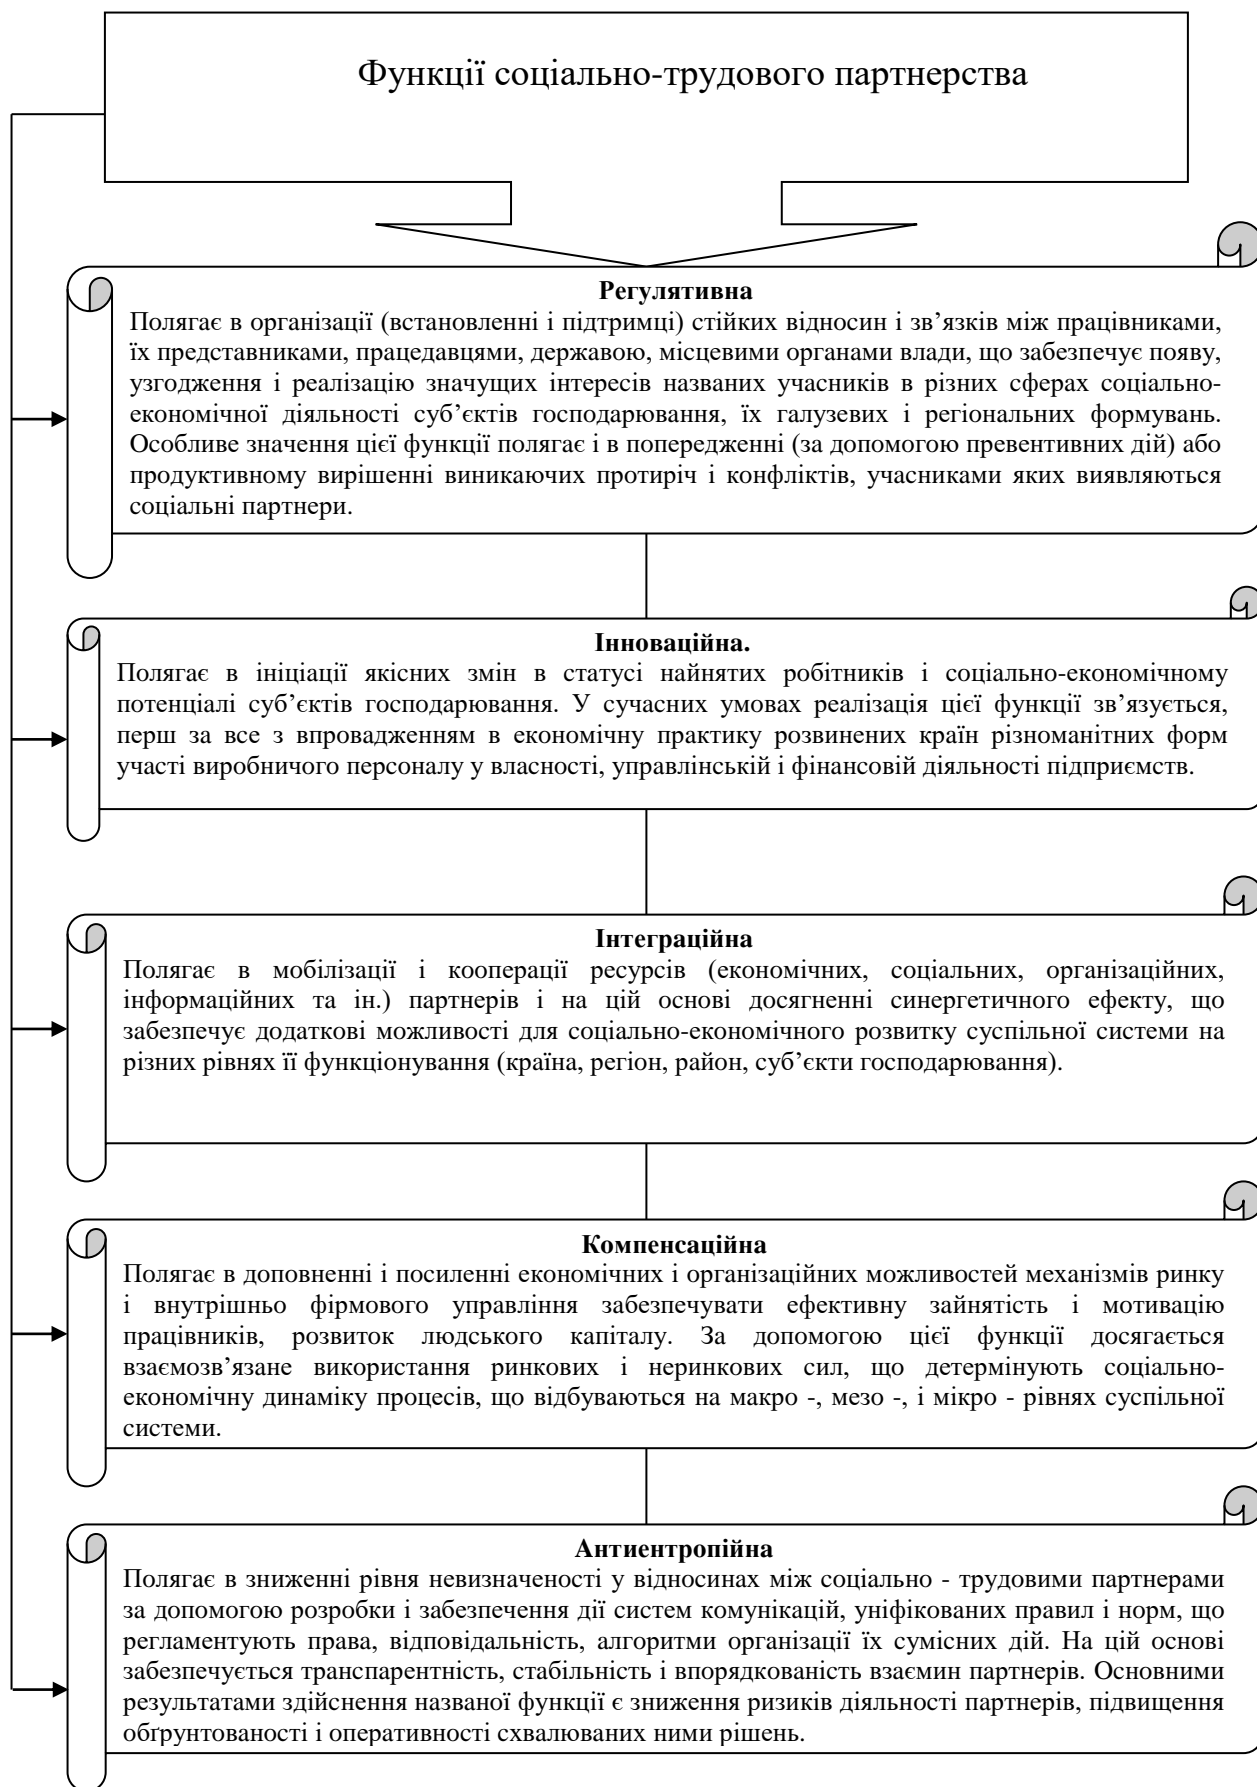 Функції соціально-трудового партнерства
Регулятивна
Полягає в організації (встановленні і підтримці) стійких відносин і зв’язків між працівниками,
їх представниками, працедавцями, державою, місцевими органами влади, що забезпечує появу,
узгодження і реалізацію значущих інтересів названих учасників в різних сферах соціально-
економічної діяльності суб’єктів господарювання, їх галузевих і регіональних формувань.
Особливе значення цієї функції полягає і в попередженні (за допомогою превентивних дій) або
продуктивному вирішенні виникаючих протиріч і конфліктів, учасниками яких виявляються
соціальні партнери.
Інноваційна.
Полягає в ініціації якісних змін в статусі найнятих робітників і соціально-економічному
потенціалі суб’єктів господарювання. У сучасних умовах реалізація цієї функції зв’язується,
перш за все з впровадженням в економічну практику розвинених країн різноманітних форм
участі виробничого персоналу у власності, управлінській і фінансовій діяльності підприємств.
Інтеграційна
Полягає в мобілізації і кооперації ресурсів (економічних, соціальних, організаційних,
інформаційних та ін.) партнерів і на цій основі досягненні синергетичного ефекту, що
забезпечує додаткові можливості для соціально-економічного розвитку суспільної системи на
різних рівнях її функціонування (країна, регіон, район, суб’єкти господарювання).
Компенсаційна
Полягає в доповненні і посиленні економічних і організаційних можливостей механізмів ринку
і внутрішньо фірмового управління забезпечувати ефективну зайнятість і мотивацію
працівників, розвиток людського капіталу. За допомогою цієї функції досягається
взаємозв’язане використання ринкових і неринкових сил, що детермінують соціально-
економічну динаміку процесів, що відбуваються на макро -, мезо -, і мікро - рівнях суспільної
системи.
Антиентропійна
Полягає в зниженні рівня невизначеності у відносинах між соціально - трудовими партнерами
за допомогою розробки і забезпечення дії систем комунікацій, уніфікованих правил і норм, що
регламентують права, відповідальність, алгоритми організації їх сумісних дій. На цій основі
забезпечується транспарентність, стабільність і впорядкованість взаємин партнерів. Основними
результатами здійснення названої функції є зниження ризиків діяльності партнерів, підвищення
обґрунтованості і оперативності схвалюваних ними рішень.